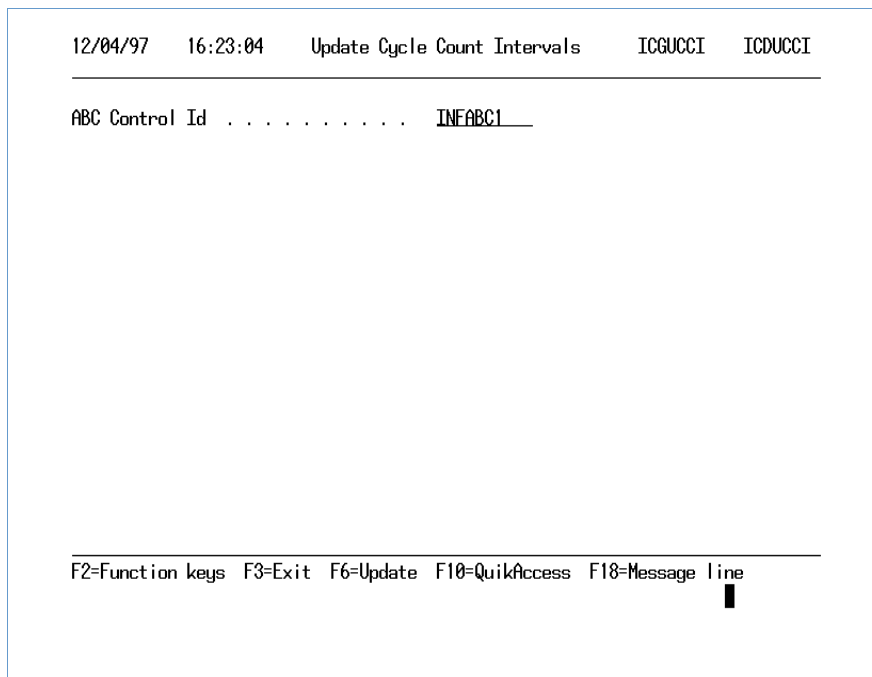 12/04/97 16:23:04 Update Cycle Count Intervals ICGUCCI ICDUCCI
ABC Control Id . . . . . . . . . . INFABC1
F2=Function keys F3=Exit F6=Update F10=QuikAccess F18=Message line